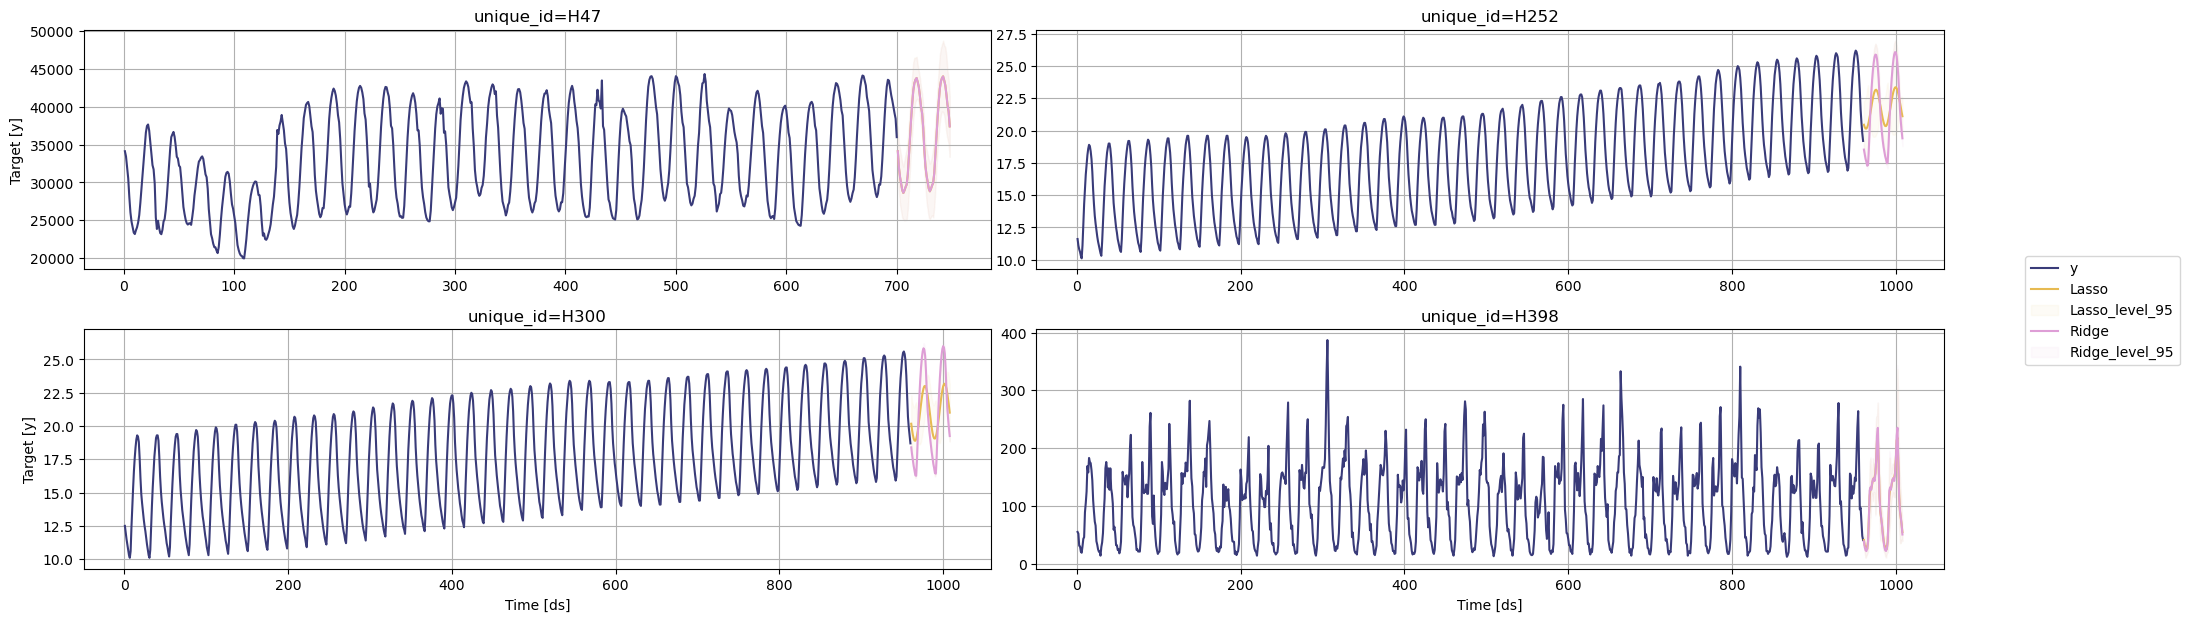 unique_id=H47
Target [y]
50000
45000
40000
35000
30000
25000
20000
0 100 200 300 400 500 600 700
unique_id=H252
27.5
25.0
22.5
20.0
17.5
15.0
12.5
10.0
0 200 400 600 800 1000
unique_id=H300
Target [y]
25.0
22.5
20.0
17.5
15.0
12.5
10.0
0 200 400 600 800 1000
Time [ds]
unique_id=H398
400
300
200
100
0
0 200 400 600 800 1000
Time [ds]
y
Lasso
Lasso_level_95
Ridge
Ridge_level_95